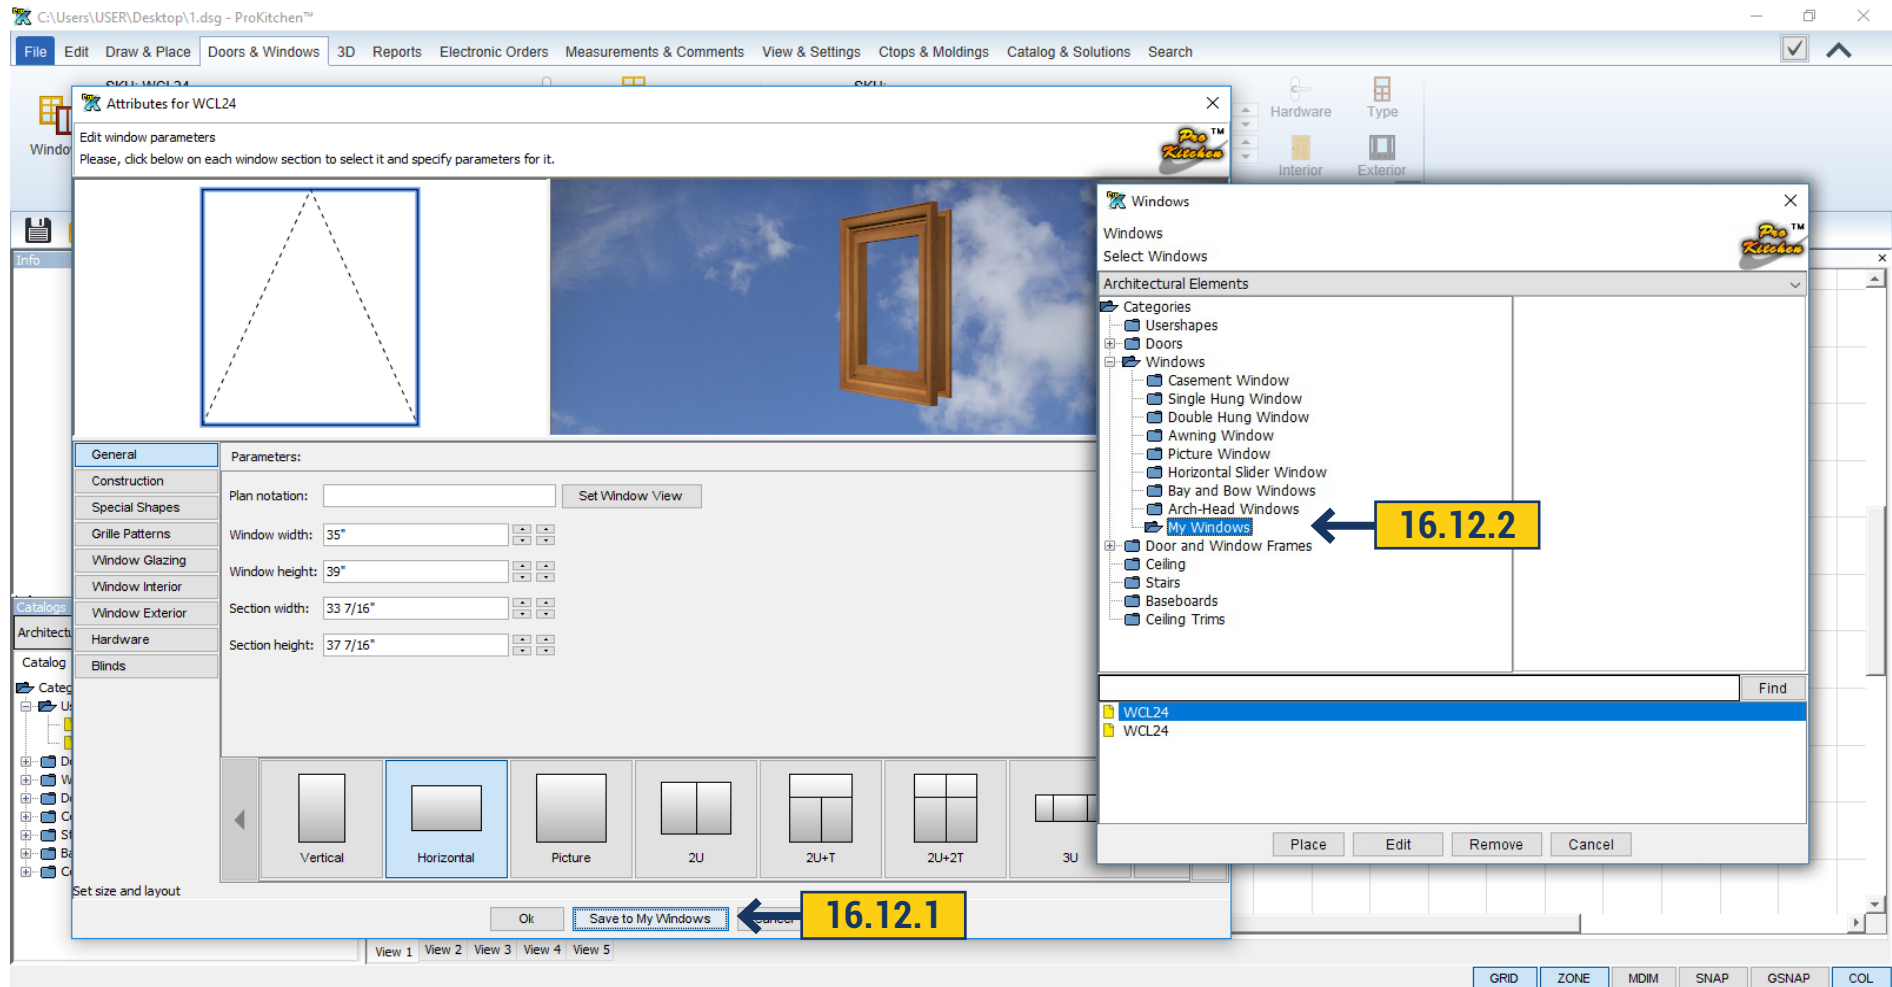 C:\Users\USER\Desktop\1.dsg - ProKitchen™
File Edit Draw & Place Doors & Windows 3D Reports Electronic Orders Measurements & Comments View & Settings Ctops & Moldings Catalog & Solutions Search
Attributes for WCL24
Edit window parameters
Please, click below on each window section to select it and specify parameters for it.
Pro Kitchen ™
Hardware Type
Interior Exterior
Info
General
Construction
Special Shapes
Grille Patterns
Window Glazing
Window Interior
Window Exterior
Hardware
Blinds
Parameters:
Plan notation: Set Window View
Window width: 35"
Window height: 39"
Section width: 33 7/16"
Section height: 37 7/16"
Vertical Horizontal Picture 2U 2U+T 2U+2T 3U
Set size and layout
Ok Save to My Windows
16.12.1
Catalogs
Catalog
View 1 View 2 View 3 View 4 View 5
Windows
Windows
Select Windows
Pro Kitchen ™
Architectural Elements
Categories
Usershapes
Doors
Windows
Casement Window
Single Hung Window
Double Hung Window
Awning Window
Picture Window
Horizontal Slider Window
Bay and Bow Windows
Arch-Head Windows
My Windows
16.12.2
Door and Window Frames
Ceiling
Stairs
Baseboards
Ceiling Trims
Find
WCL24
WCL24
Place Edit Remove Cancel
GRID ZONE MDIM SNAP GSNAP COL